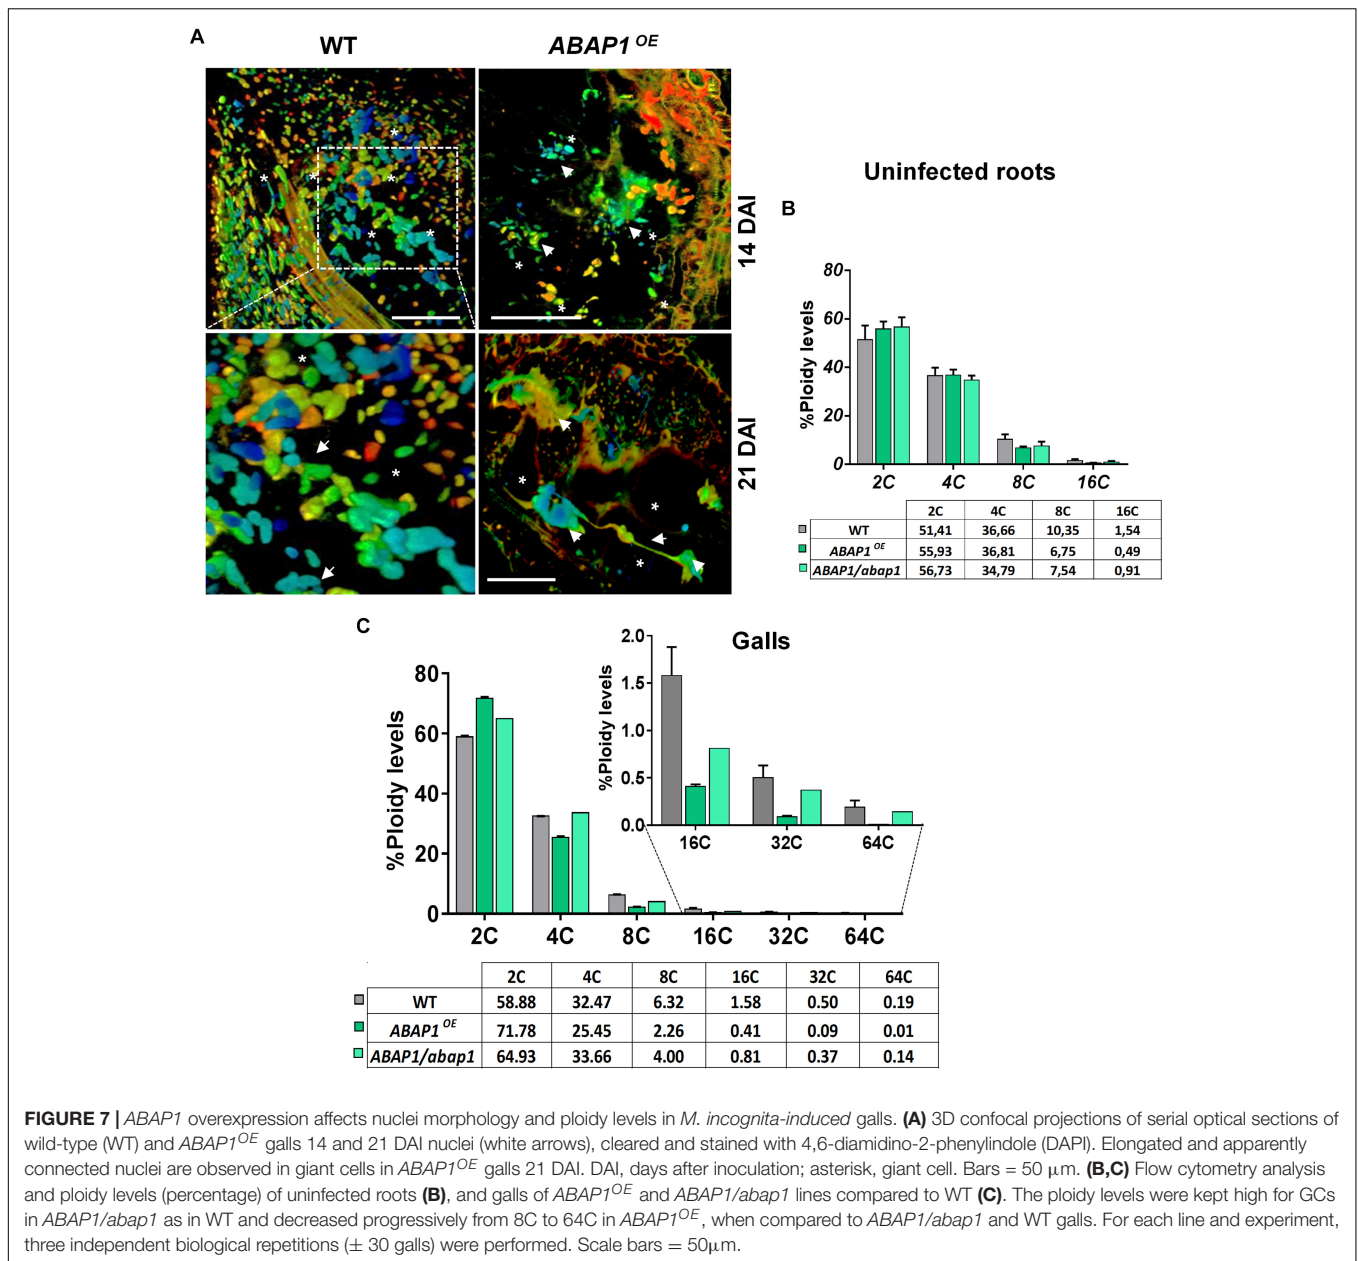 A
WT
ABAP1 OE
14 DAI
21 DAI
Uninfected roots
B
%Ploidy levels
80
60
40
20
0
2C 4C 8C 16C
2C 4C 8C 16C
WT 51,41 36,66 10,35 1,54
ABAP1 OE 55,93 36,81 6,75 0,49
ABAP1/abap1 56,73 34,79 7,54 0,91
C
Galls
%Ploidy levels
2.0
1.5
1.0
0.5
0.0
16C 32C 64C
%Ploidy levels
80
60
40
20
0
2C 4C 8C 16C 32C 64C
2C 4C 8C 16C 32C 64C
WT 58.88 32.47 6.32 1.58 0.50 0.19
ABAP1 OE 71.78 25.45 2.26 0.41 0.09 0.01
ABAP1/abap1 64.93 33.66 4.00 0.81 0.37 0.14
FIGURE 7 | ABAP1 overexpression affects nuclei morphology and ploidy levels in M. incognita-induced galls. (A) 3D confocal projections of serial optical sections of
wild-type (WT) and ABAP1OE galls 14 and 21 DAI nuclei (white arrows), cleared and stained with 4,6-diamidino-2-phenylindole (DAPI). Elongated and apparently
connected nuclei are observed in giant cells in ABAP1OE galls 21 DAI. DAI, days after inoculation; asterisk, giant cell. Bars = 50 μm. (B,C) Flow cytometry analysis
and ploidy levels (percentage) of uninfected roots (B), and galls of ABAP1OE and ABAP1/abap1 lines compared to WT (C). The ploidy levels were kept high for GCs
in ABAP1/abap1 as in WT and decreased progressively from 8C to 64C in ABAP1OE, when compared to ABAP1/abap1 and WT galls. For each line and experiment,
three independent biological repetitions (± 30 galls) were performed. Scale bars = 50μm.